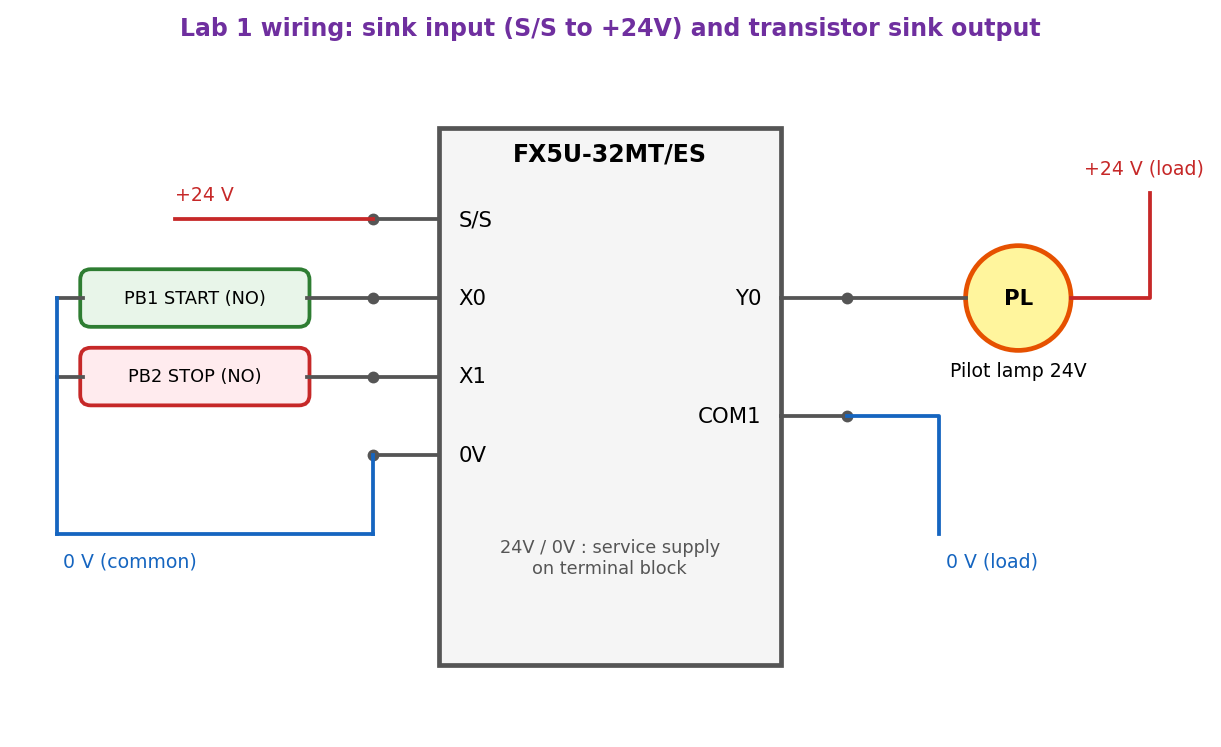 Lab 1 wiring: sink input (S/S to +24V) and transistor sink output
FX5U-32MT/ES
+24 V
S/S
PB1 START (NO)
X0
PB2 STOP (NO)
X1
0V
0 V (common)
24V / 0V : service supply
on terminal block
Y0
COM1
+24 V (load)
PL
Pilot lamp 24V
0 V (load)